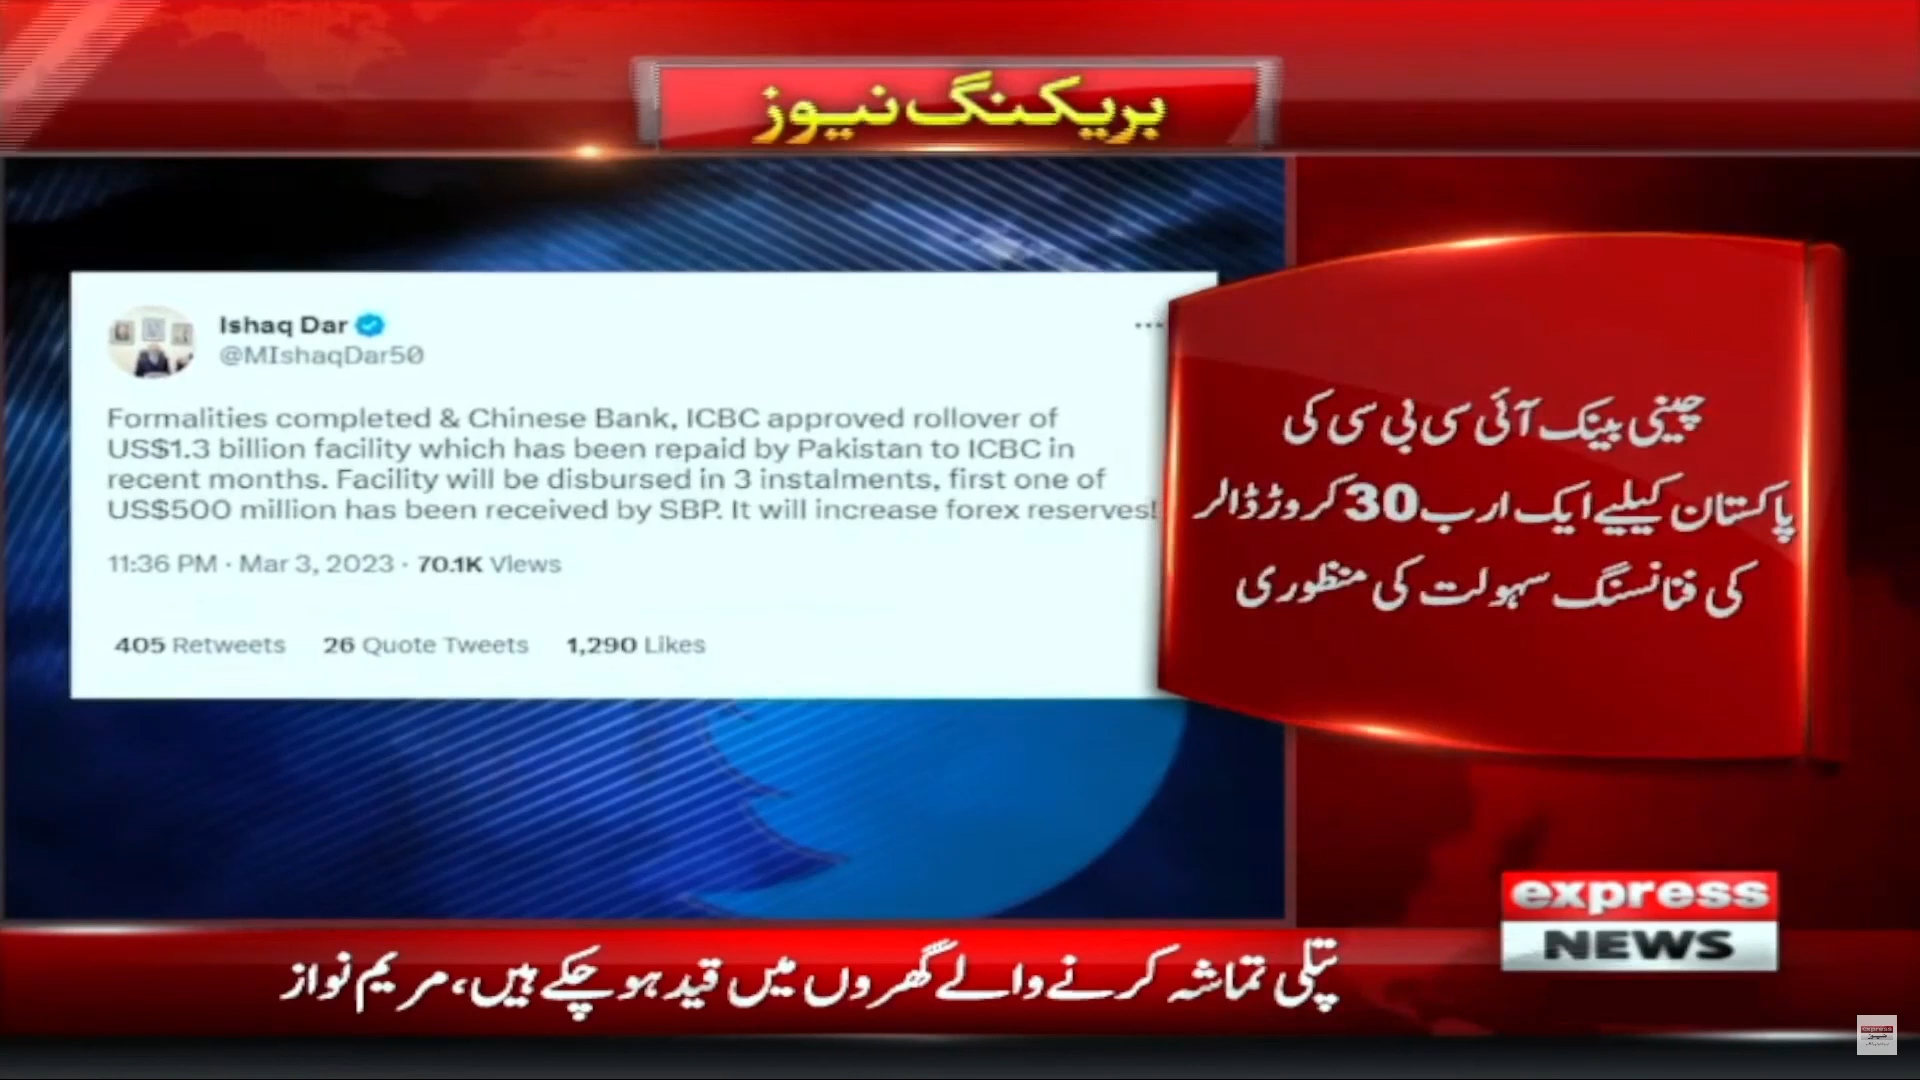 بریکنگ نیوز
Ishaq Dar
@MIshaqDar50
Formalities completed & Chinese Bank, ICBC approved rollover of
US$1.3 billion facility which has been repaid by Pakistan to ICBC in
recent months. Facility will be disbursed in 3 instalments, first one of
US$500 million has been received by SBP. It will increase forex reserves!
11:36 PM · Mar 3, 2023 · 70.1K Views
405 Retweets 26 Quote Tweets 1,290 Likes
چینی بینک آئی سی بی سی کی
پاکستان کیلیے ایک ارب 30 کروڑ ڈالر
کی فنانسنگ سہولت کی منظوری
express
NEWS
پتلی تماشہ کرنے والے گھروں میں قید ہو چکے ہیں، مریم نواز
express
نیوز